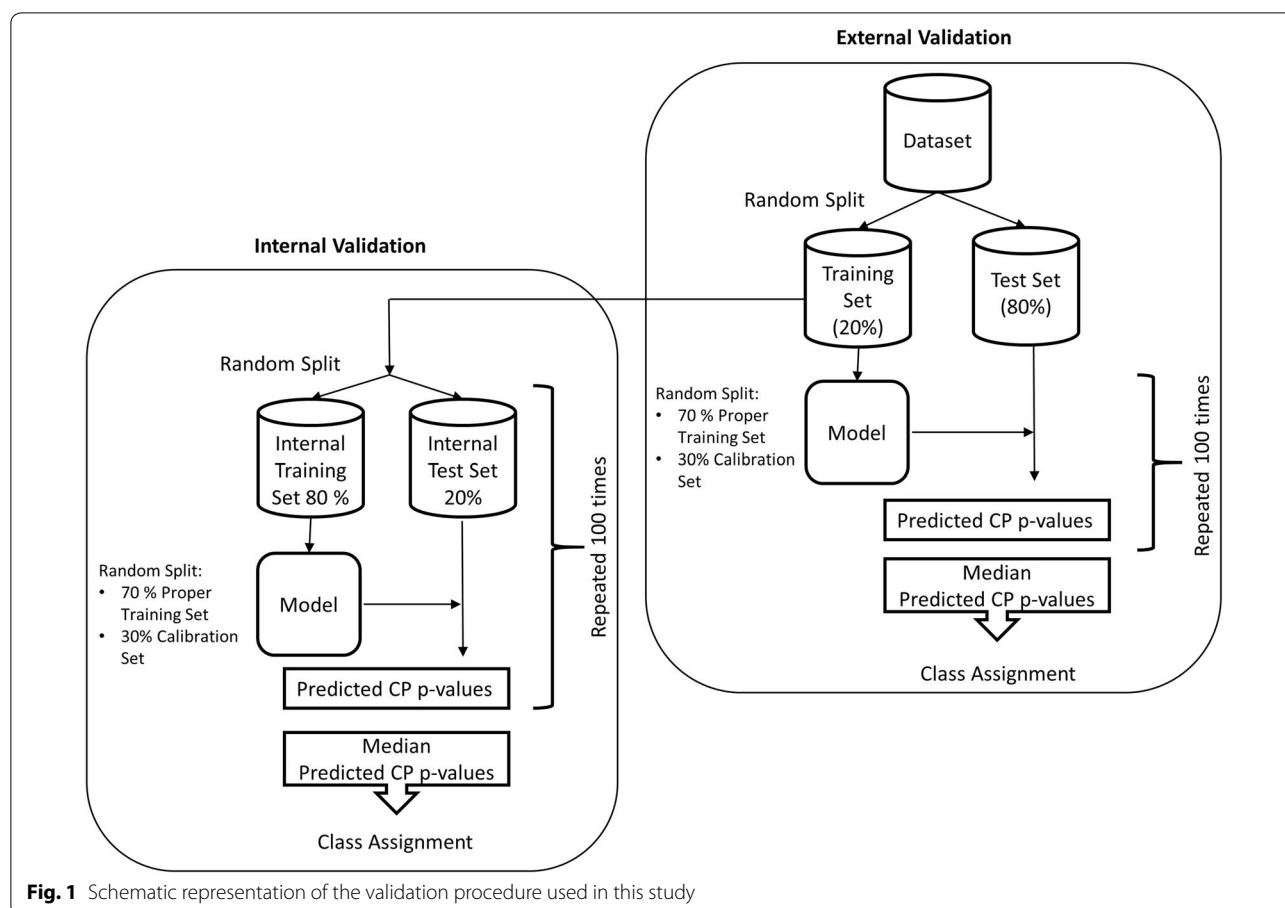 External Validation
Dataset
Random Split
Training
Set
(20%)
Test Set
(80%)
Random Split:
• 70 % Proper
Training Set
• 30% Calibration
Set
Model
Predicted CP p-values
Repeated 100 times
Median
Predicted CP p-values
Class Assignment
Internal Validation
Random Split
Internal
Training
Set 80 %
Internal
Test Set
20%
Random Split:
• 70 % Proper
Training Set
• 30% Calibration
Set
Model
Predicted CP p-values
Repeated 100 times
Median
Predicted CP p-values
Class Assignment
Fig. 1 Schematic representation of the validation procedure used in this study